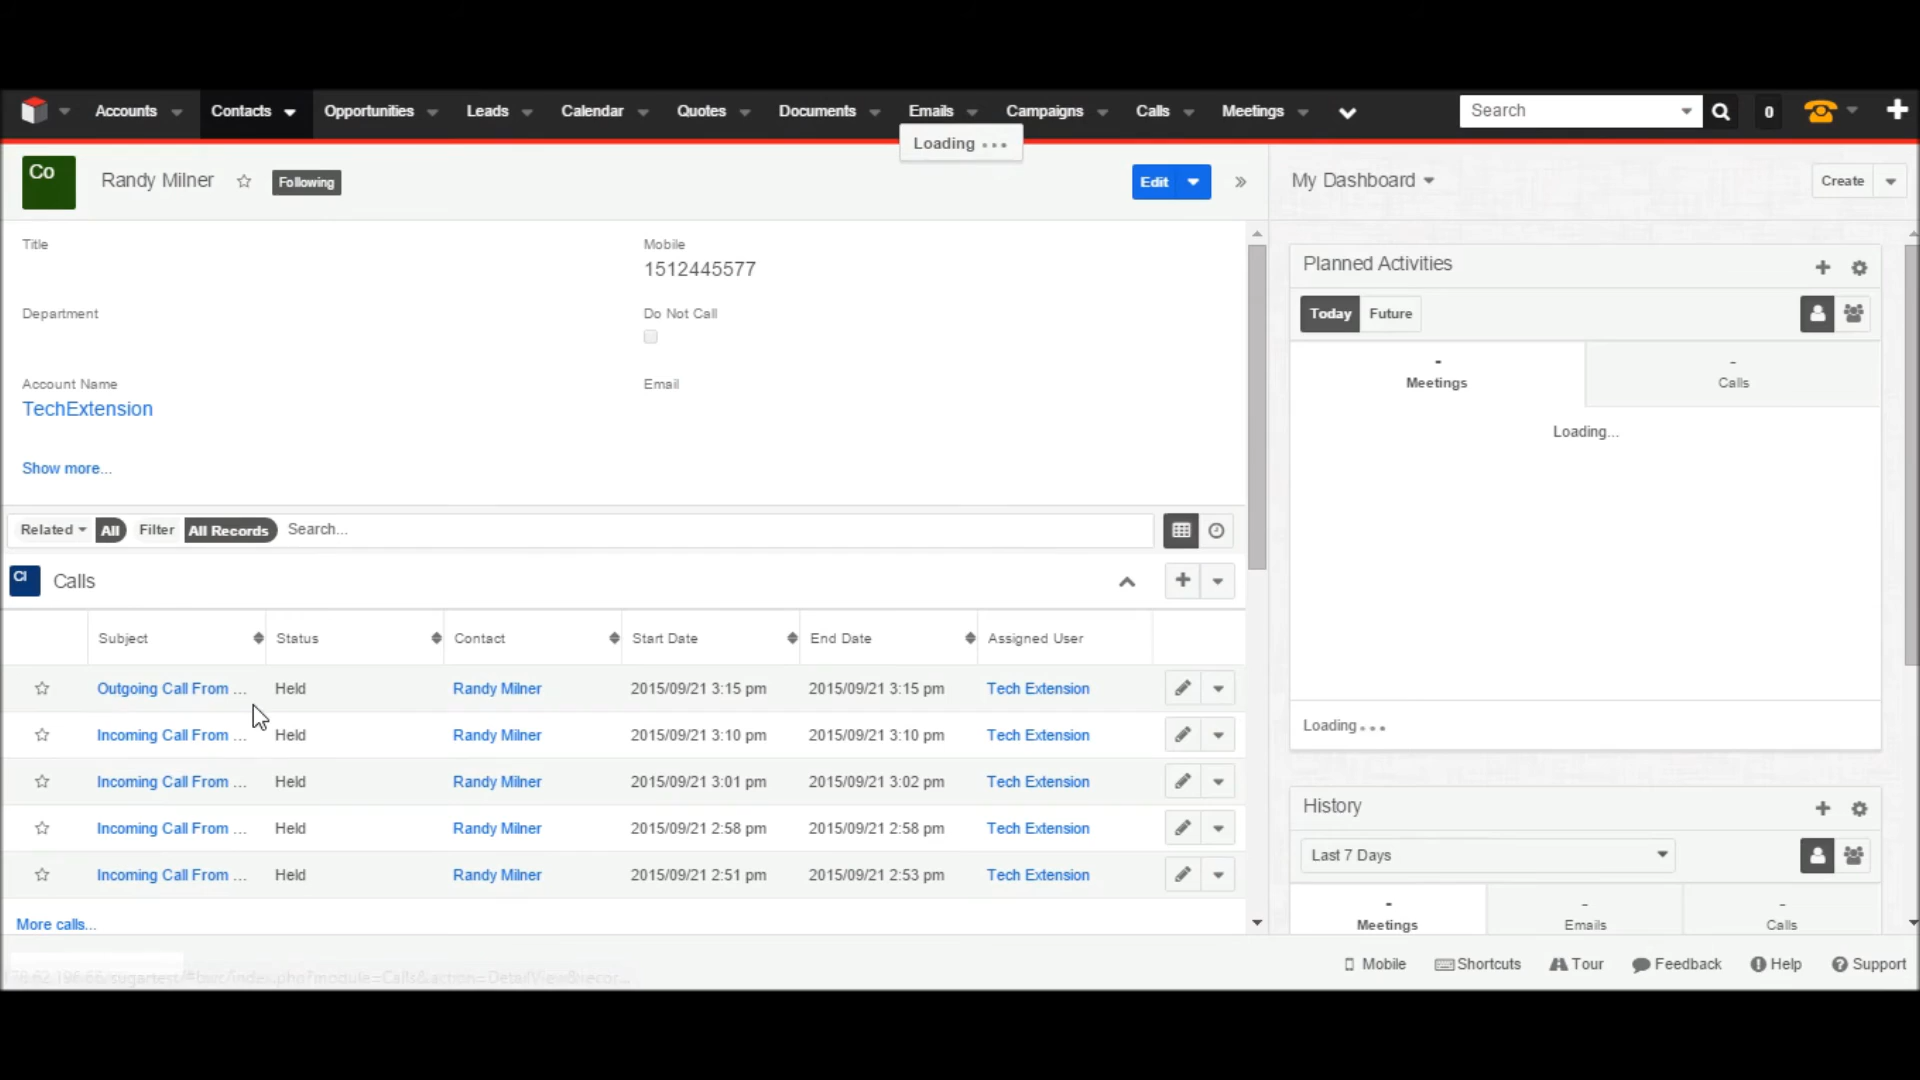 Accounts Contacts Opportunities Leads Calendar Quotes Documents Emails Campaigns Calls Meetings Search 0
Loading
Co Randy Milner Following Edit My Dashboard Create
Title Mobile
1512445577
Planned Activities
Department Do Not Call
Today Future
- -
Meetings Calls
Account Name Email
TechExtension
Loading...
Show more...
Related All Filter All Records Search...
Cl Calls
Subject Status Contact Start Date End Date Assigned User
Outgoing Call From ... Held Randy Milner 2015/09/21 3:15 pm 2015/09/21 3:15 pm Tech Extension
Loading...
Incoming Call From ... Held Randy Milner 2015/09/21 3:10 pm 2015/09/21 3:10 pm Tech Extension
Incoming Call From ... Held Randy Milner 2015/09/21 3:01 pm 2015/09/21 3:02 pm Tech Extension
History
Incoming Call From ... Held Randy Milner 2015/09/21 2:58 pm 2015/09/21 2:58 pm Tech Extension
Last 7 Days
Incoming Call From ... Held Randy Milner 2015/09/21 2:51 pm 2015/09/21 2:53 pm Tech Extension
- - -
Meetings Emails Calls
More calls...
Mobile Shortcuts Tour Feedback Help Support